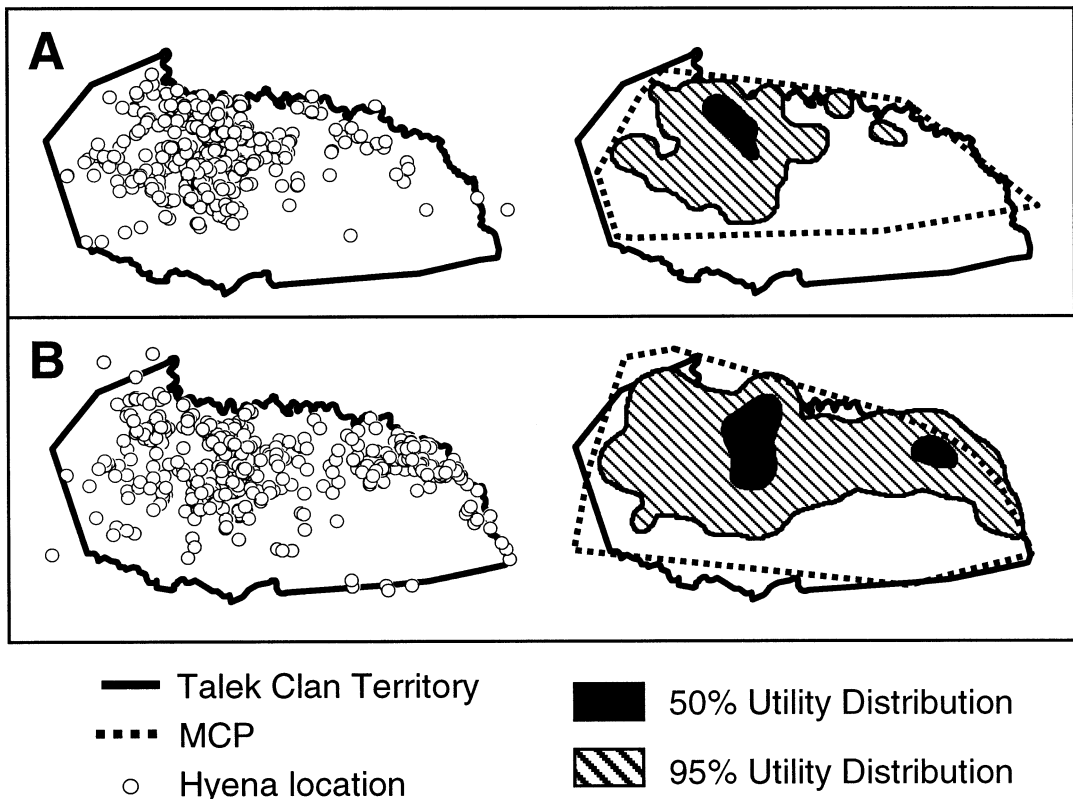 A
B
Talek Clan Territory
MCP
Hyena location
50% Utility Distribution
95% Utility Distribution